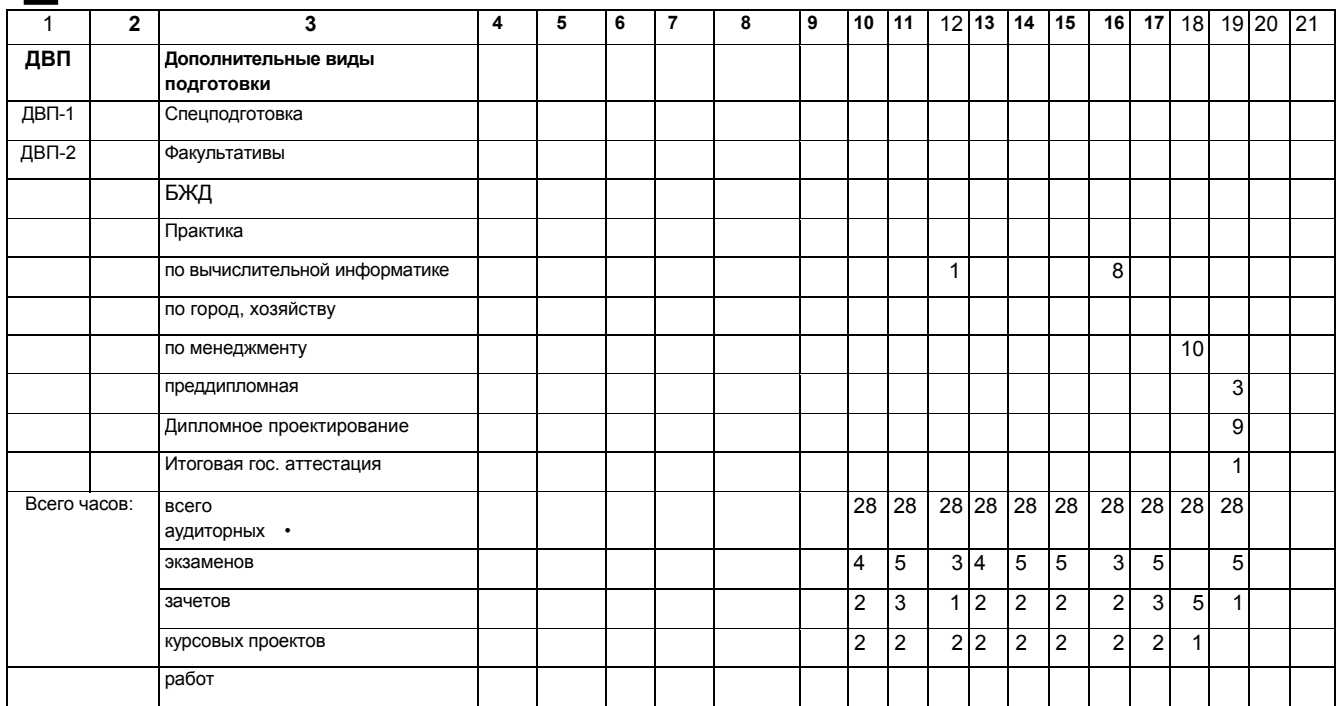 1 2 3 4 5 6 7 8 9 10 11 12 13 14 15 16 17 18 19 20 21
ДВП Дополнительные виды
подготовки
ДВП-1 Спецподготовка
ДВП-2 Факультативы
БЖД
Практика
по вычислительной информатике 1 8
по город, хозяйству
по менеджменту 10
преддипломная 3
Дипломное проектирование 9
Итоговая гос. аттестация 1
Всего часов: всего 28 28 28 28 28 28 28 28 28 28
аудиторных •
экзаменов 4 5 3 4 5 5 3 5 5
зачетов 2 3 1 2 2 2 2 3 5 1
курсовых проектов 2 2 2 2 2 2 2 2 1
работ